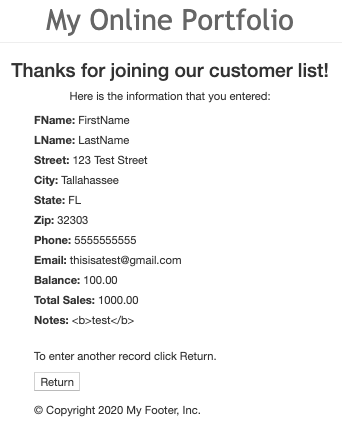 My Online Portfolio
Thanks for joining our customer list!
Here is the information that you entered:
FName: FirstName
LName: LastName
Street: 123 Test Street
City: Tallahassee
State: FL
Zip: 32303
Phone: 5555555555
Email: thisisatest@gmail.com
Balance: 100.00
Total Sales: 1000.00
Notes: <b>test</b>
To enter another record click Return.
Return
© Copyright 2020 My Footer, Inc.